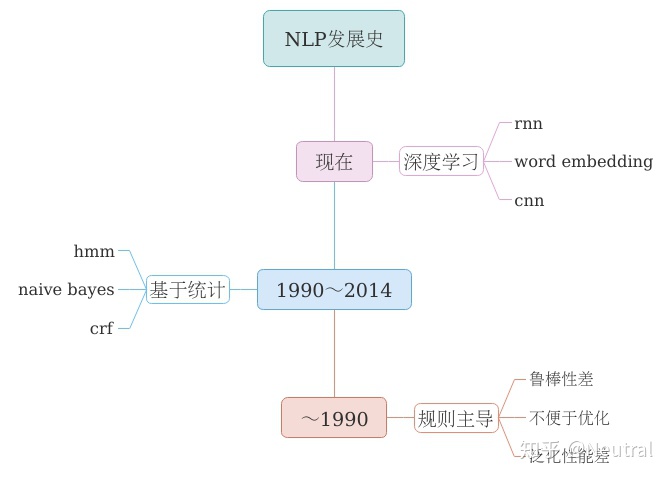 NLP发展史
现在
深度学习
rnn
word embedding
cnn
1990～2014
基于统计
hmm
naive bayes
crf
～1990
规则主导
鲁棒性差
不便于优化
泛化性能差
知乎 @Neutral